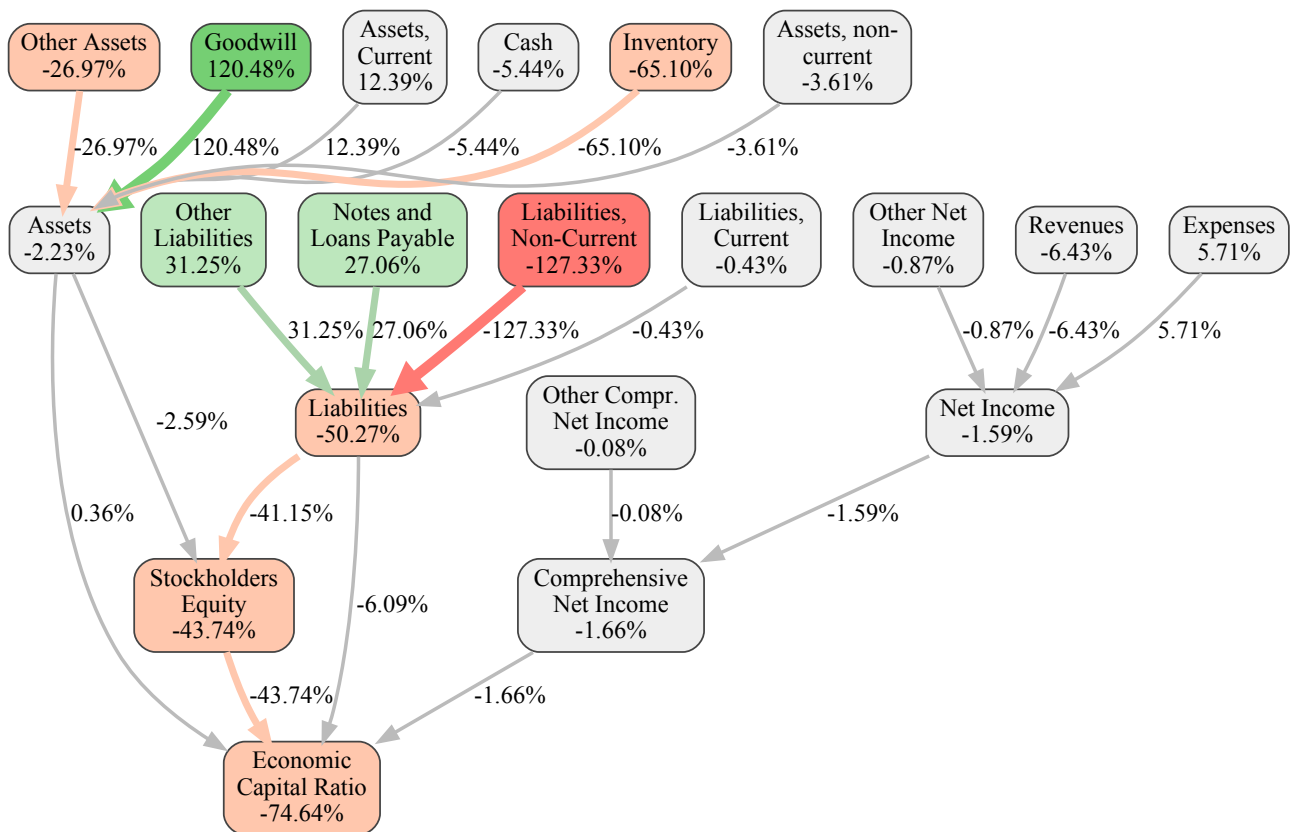 Other Assets
-26.97%
Goodwill
120.48%
Assets,
Current
12.39%
Cash
-5.44%
Inventory
-65.10%
Assets, non-
current
-3.61%
-26.97%
120.48%
12.39%
-5.44%
-65.10%
-3.61%
Assets
-2.23%
Other
Liabilities
31.25%
Notes and
Loans Payable
27.06%
Liabilities,
Non-Current
-127.33%
Liabilities,
Current
-0.43%
Other Net
Income
-0.87%
Revenues
-6.43%
Expenses
5.71%
31.25%
27.06%
-127.33%
-0.43%
-0.87%
-6.43%
5.71%
-2.59%
Liabilities
-50.27%
Other Compr.
Net Income
-0.08%
Net Income
-1.59%
0.36%
-41.15%
-0.08%
-1.59%
Stockholders
Equity
-43.74%
-6.09%
Comprehensive
Net Income
-1.66%
-43.74%
-1.66%
Economic
Capital Ratio
-74.64%